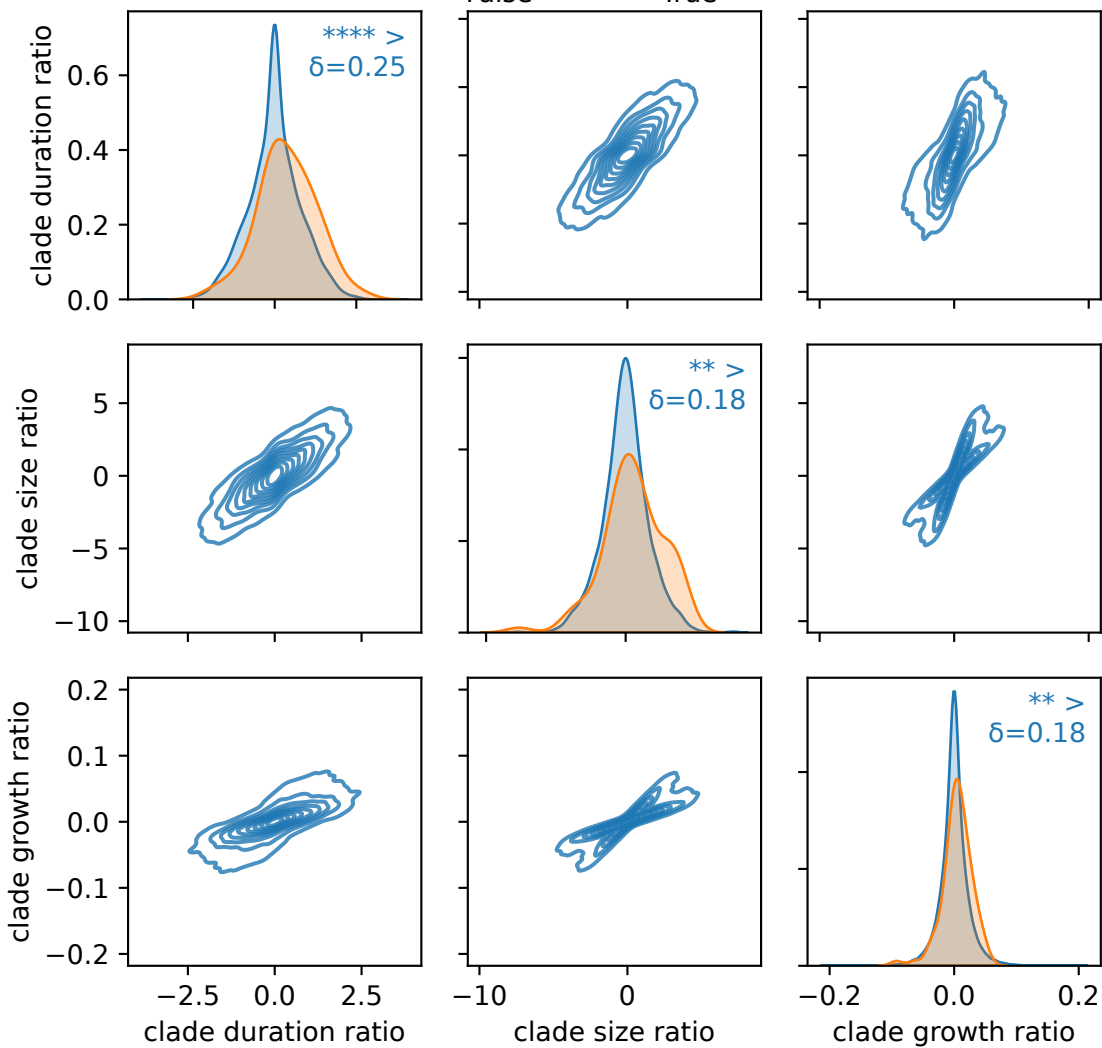 False True
clade duration ratio
0.6
0.4
0.2
0.0
**** >
δ=0.25
clade size ratio
5
0
−5
−10
** >
δ=0.18
clade growth ratio
0.2
0.1
0.0
−0.1
−0.2
** >
δ=0.18
−2.5 0.0 2.5
−10 0
−0.2 0.0 0.2
clade duration ratio
clade size ratio
clade growth ratio